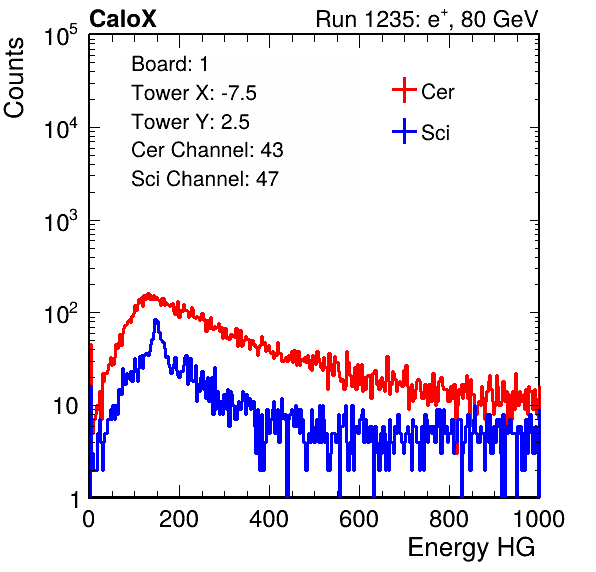 CaloX Run 1235: e⁺, 80 GeV
Counts
10⁵
10⁴
10³
10²
10
1
Board: 1
Tower X: -7.5
Tower Y: 2.5
Cer Channel: 43
Sci Channel: 47
Cer
Sci
0 200 400 600 800 1000
Energy HG